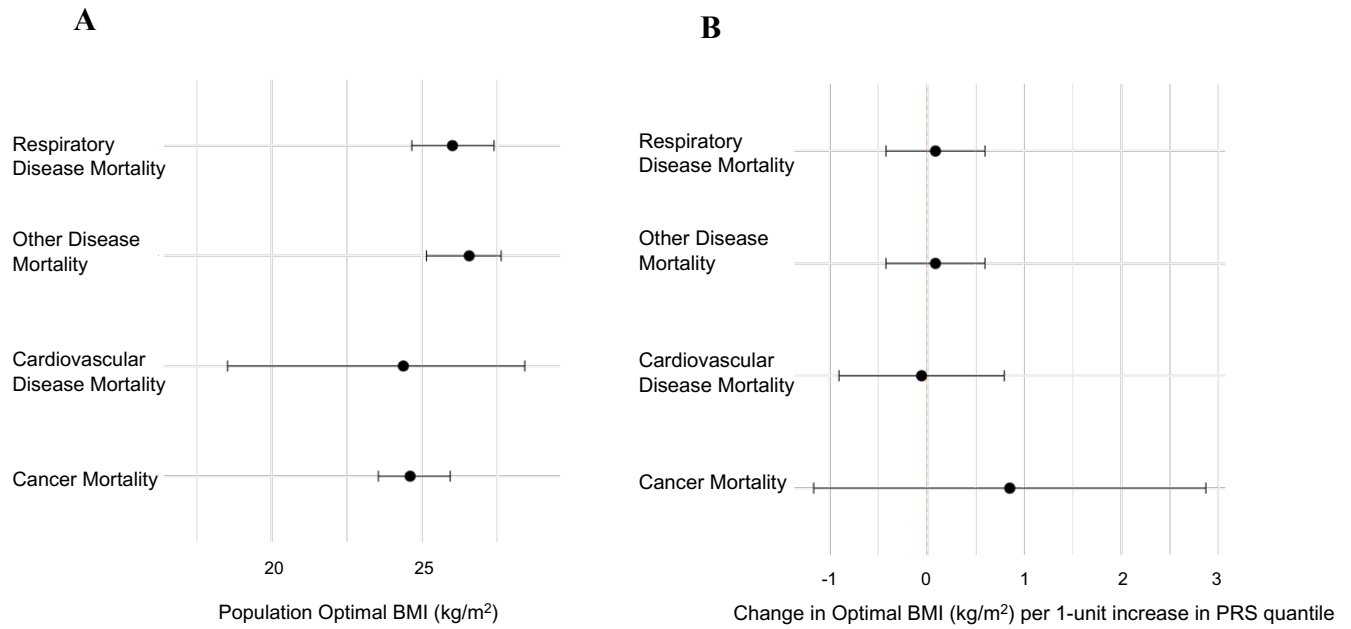 A
Respiratory
Disease Mortality
Other Disease
Mortality
Cardiovascular
Disease Mortality
Cancer Mortality
20
25
Population Optimal BMI (kg/m²)
B
Respiratory
Disease Mortality
Other Disease
Mortality
Cardiovascular
Disease Mortality
Cancer Mortality
-1
0
1
2
3
Change in Optimal BMI (kg/m²) per 1-unit increase in PRS quantile